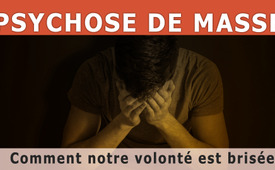 PSYCHOSE DE MASSE
Comment notre volonté est brisée